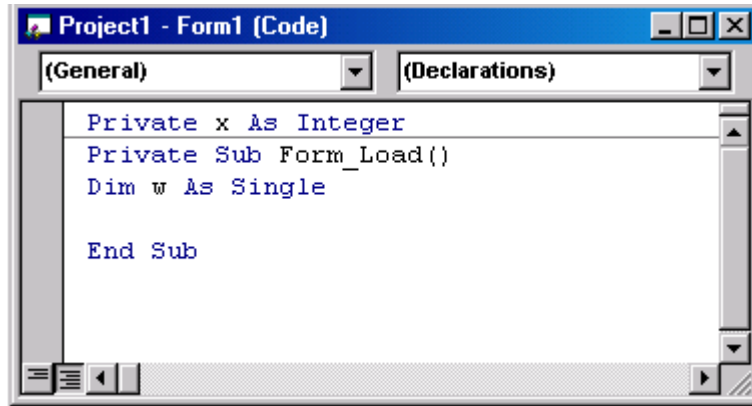 Project1 - Form1 (Code)
(General)
(Declarations)
Private x As Integer
Private Sub Form_Load()
Dim w As Single
End Sub